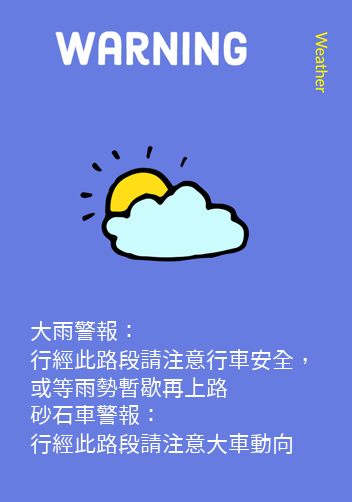 WARNING
Weather
大雨警報：
行經此路段請注意行車安全，
或等雨勢暫歇再上路
砂石車警報：
行經此路段請注意大車動向